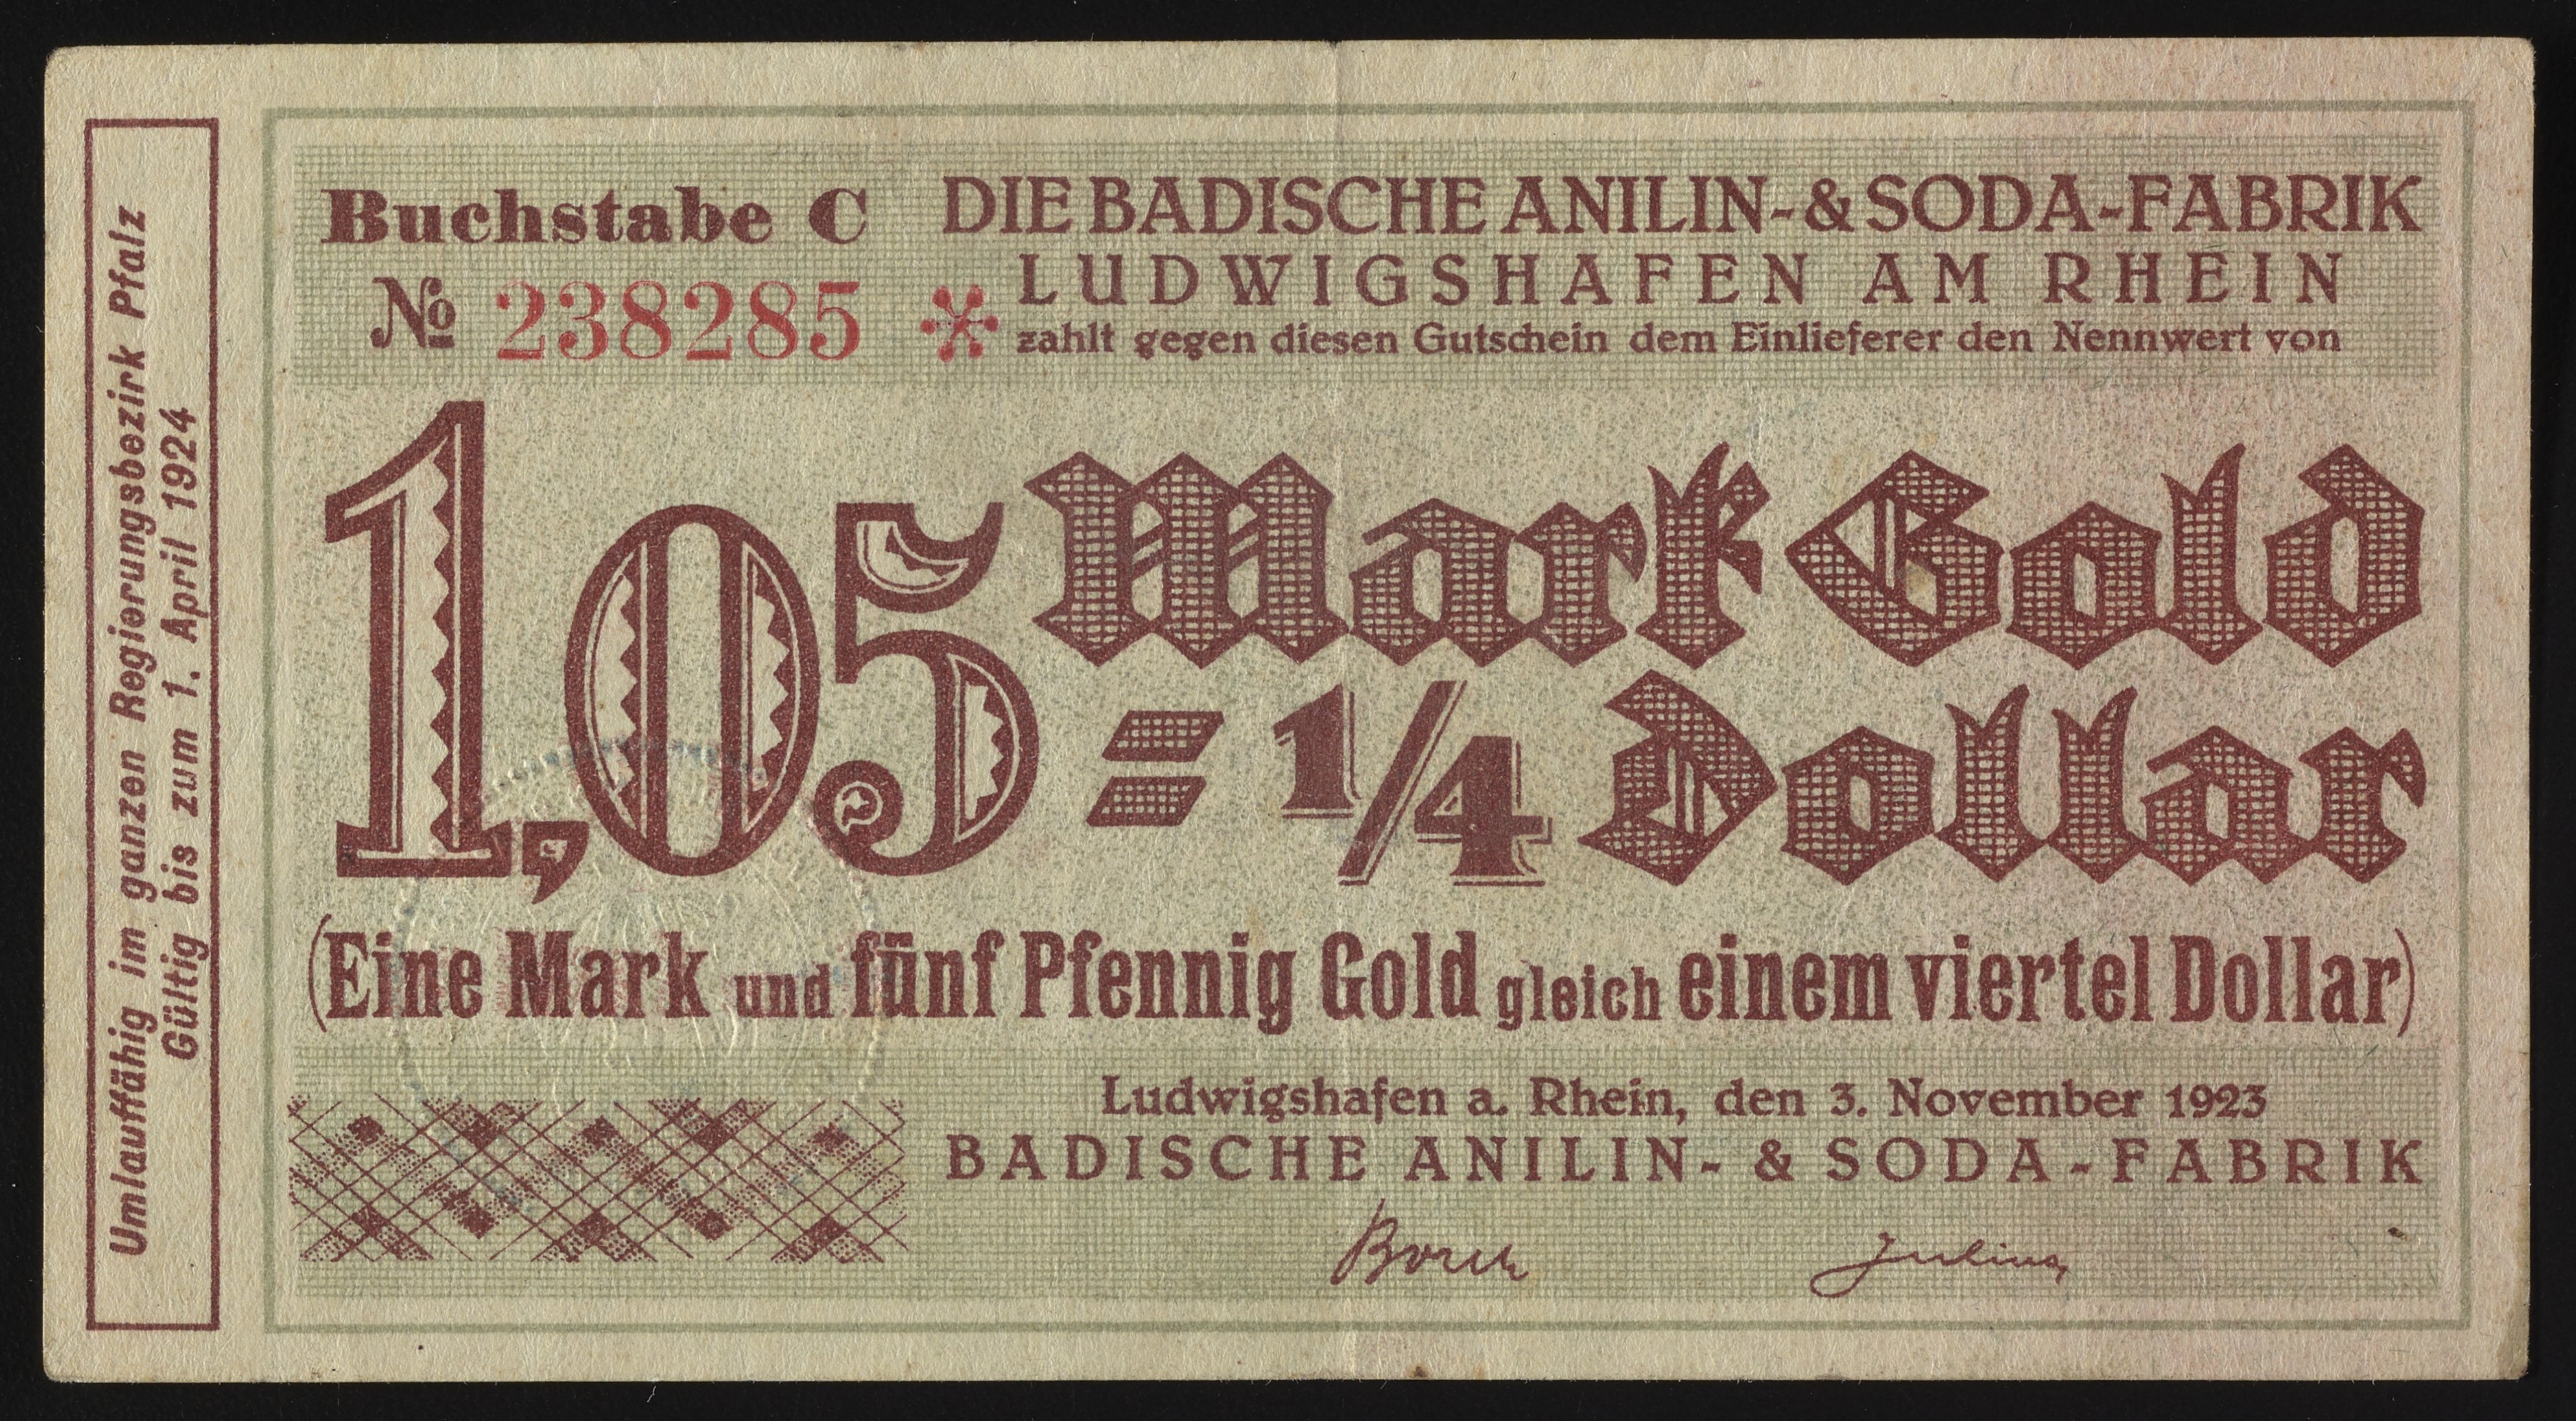 Umlauffähig im ganzen Regierungsbezirk Pfalz
Gültig bis zum 1. April 1924
Buchstabe C
№ 238285 *
DIE BADISCHE ANILIN- & SODA-FABRIK
LUDWIGSHAFEN AM RHEIN
zahlt gegen diesen Gutschein dem Einlieferer den Nennwert von
1,05 Mark Gold
= 1/4 Dollar
(Eine Mark und fünf Pfennig Gold gleich einem viertel Dollar)
Ludwigshafen a. Rhein, den 3. November 1923
BADISCHE ANILIN- & SODA-FABRIK
Julius